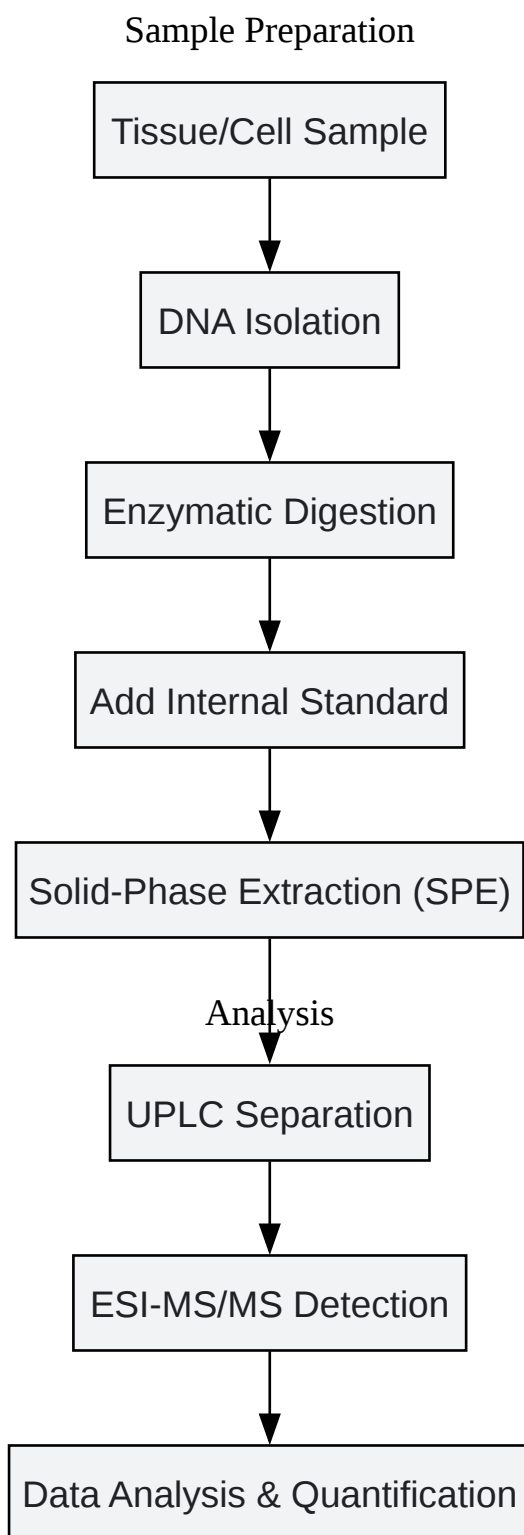 Sample Preparation
Tissue/Cell Sample
DNA Isolation
Enzymatic Digestion
Add Internal Standard
Solid-Phase Extraction (SPE)
Analysis
UPLC Separation
ESI-MS/MS Detection
Data Analysis & Quantification